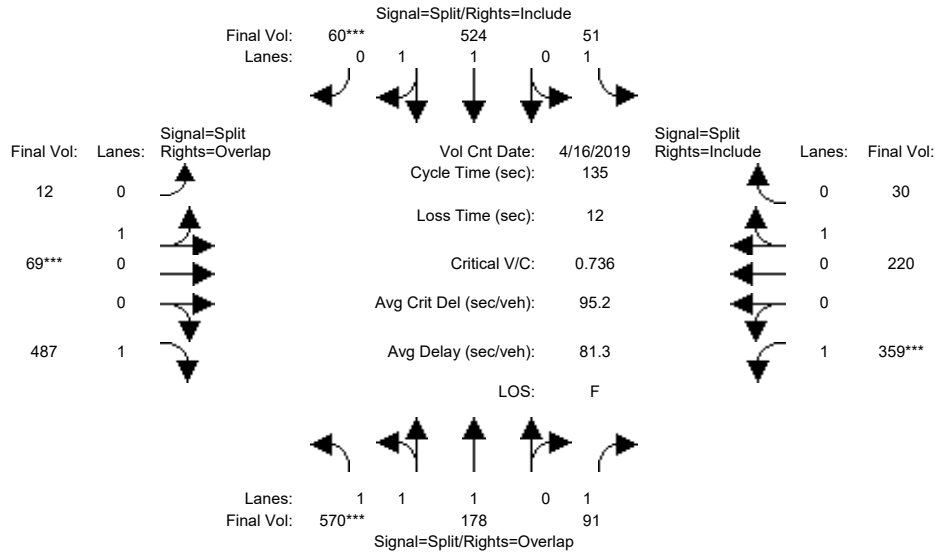 Signal=Split/Rights=Include
Final Vol: 60*** 524 51
Lanes: 0 1 1 0 1
Signal=Split
Final Vol: Lanes: Rights=Overlap
Vol Cnt Date: 4/16/2019
Signal=Split
Rights=Include Lanes: Final Vol:
Cycle Time (sec): 135
12 0
0 30
Loss Time (sec): 12
1
1
69*** 0
Critical V/C: 0.736
0 220
0
Avg Crit Del (sec/veh): 95.2
0
487 1
Avg Delay (sec/veh): 81.3
1 359***
LOS: F
Lanes: 1 1 1 0 1
Final Vol: 570*** 178 91
Signal=Split/Rights=Overlap